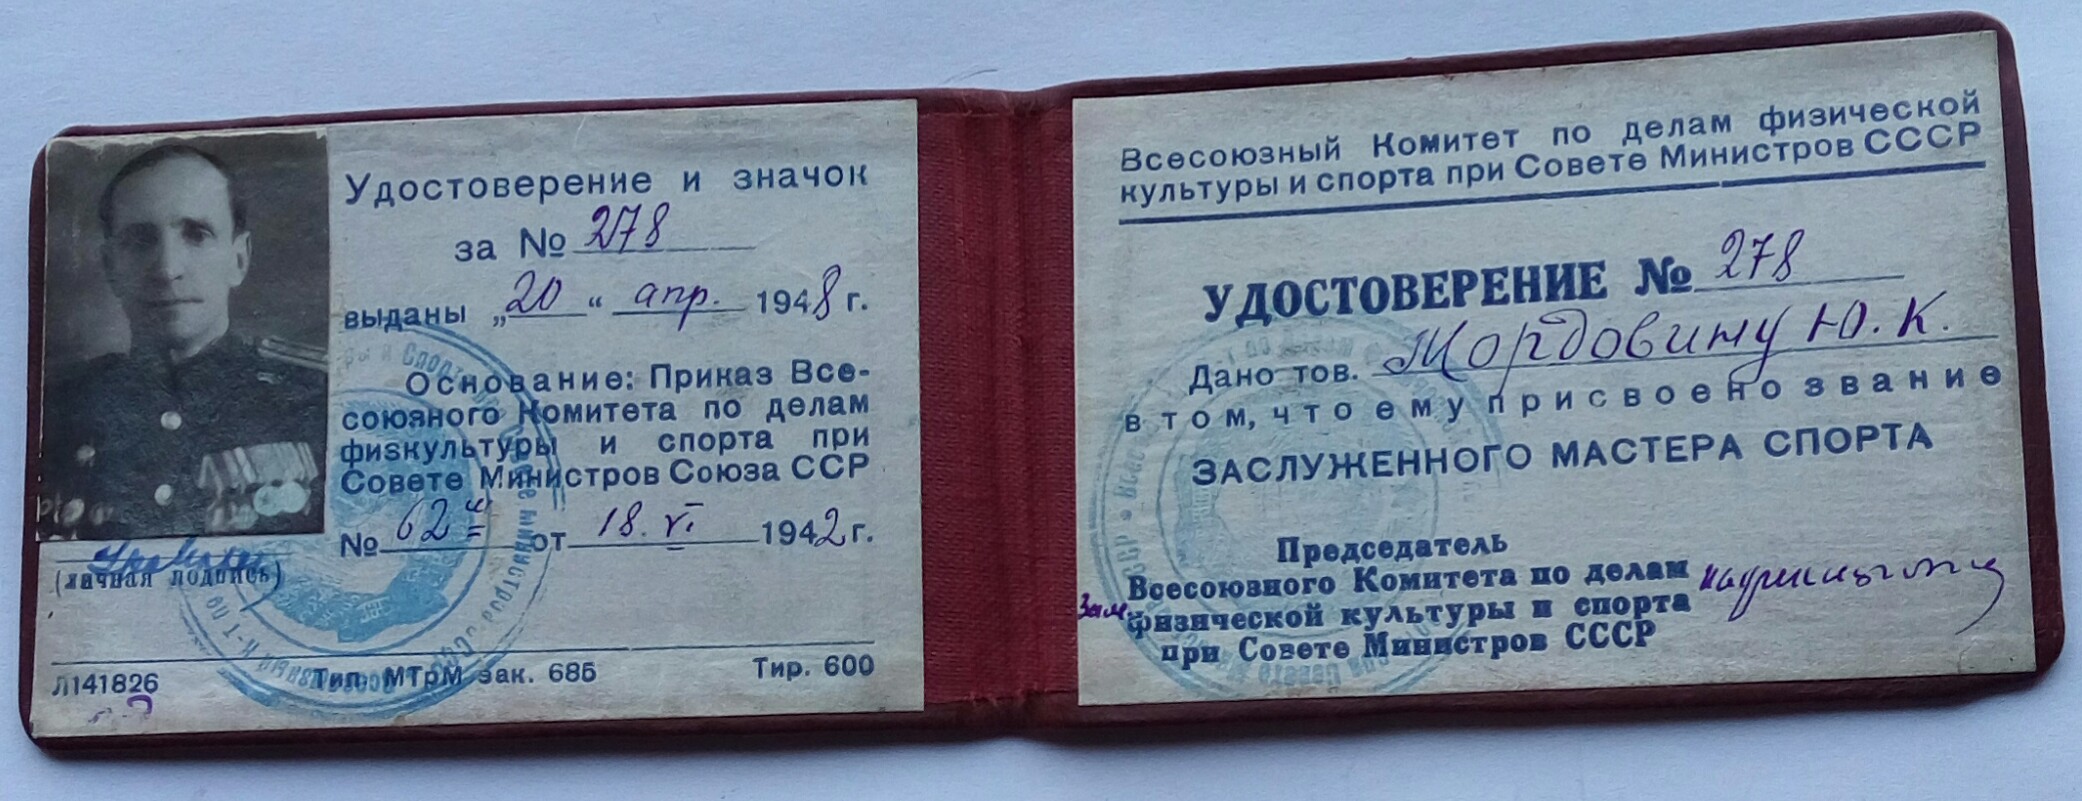 Удостоверение и значок
за № 278
выданы „20“ апр. 1948 г.
Основание: Приказ Все-
союзного Комитета по делам
физкультуры и спорта при
Совете Министров Союза ССР
№ 62 от 18. VI. 1942 г.
(личная подпись)
Л141826 Тип. МТрМ зак. 685 Тир. 600
Всесоюзный Комитет по делам физической
культуры и спорта при Совете Министров СССР
УДОСТОВЕРЕНИЕ № 278
Дано тов. Мордовину Ю. К.
в том, что ему присвоено звание
ЗАСЛУЖЕННОГО МАСТЕРА СПОРТА
Председатель
Всесоюзного Комитета по делам
Зам физической культуры и спорта
при Совете Министров СССР